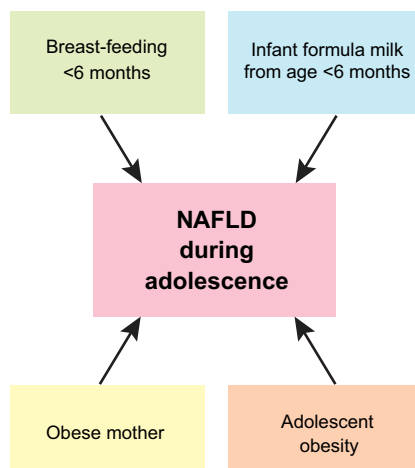 Breast-feeding
<6 months
Infant formula milk
from age <6 months
NAFLD
during
adolescence
Obese mother
Adolescent
obesity